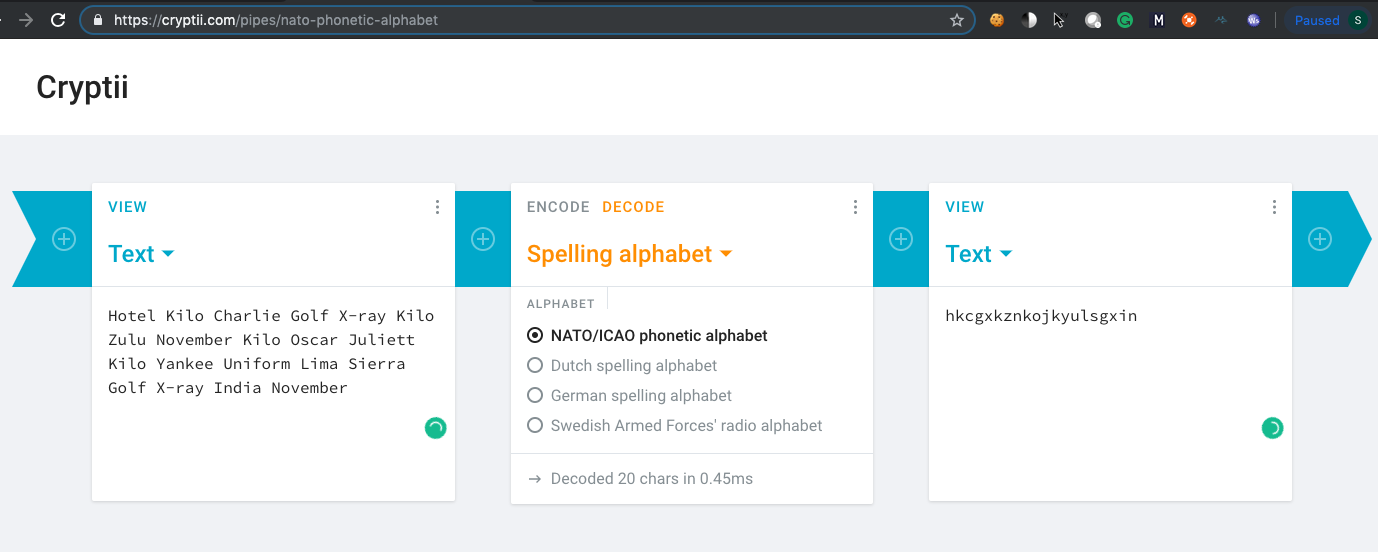 https://cryptii.com/pipes/nato-phonetic-alphabet
M
Ws
Paused
S
Cryptii
VIEW
Text
Hotel Kilo Charlie Golf X-ray Kilo
Zulu November Kilo Oscar Juliett
Kilo Yankee Uniform Lima Sierra
Golf X-ray India November
ENCODE DECODE
Spelling alphabet
ALPHABET
NATO/ICAO phonetic alphabet
Dutch spelling alphabet
German spelling alphabet
Swedish Armed Forces' radio alphabet
→ Decoded 20 chars in 0.45ms
VIEW
Text
hkcgxkznkojkyulsgxin